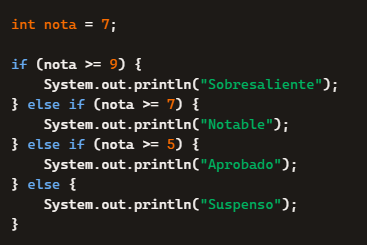 int nota = 7;

if (nota >= 9) {
    System.out.println("Sobresaliente");
} else if (nota >= 7) {
    System.out.println("Notable");
} else if (nota >= 5) {
    System.out.println("Aprobado");
} else {
    System.out.println("Suspenso");
}